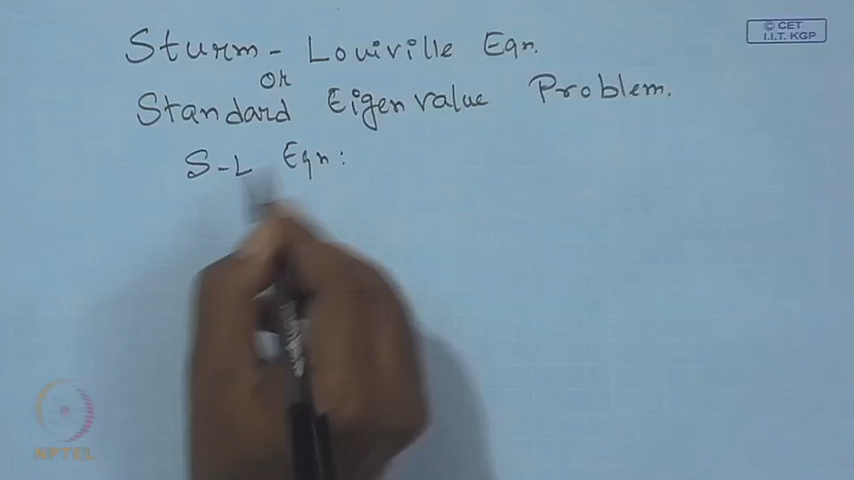 Sturm - Louiville Eqn.
or
Standard Eigenvalue Problem.
S-L Eqn:
© CET
I.I.T. KGP
NPTEL